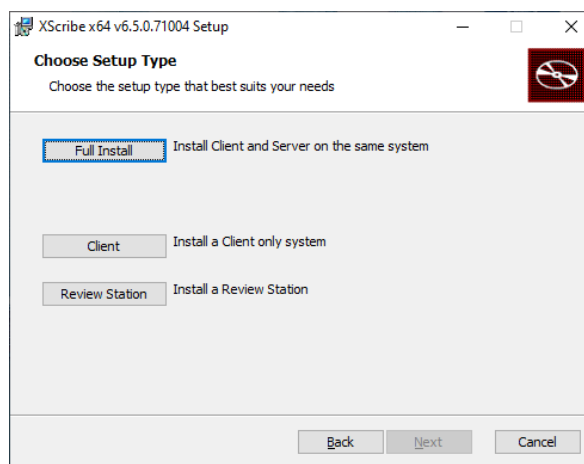 XScribe x64 v6.5.0.71004 Setup
Choose Setup Type
Choose the setup type that best suits your needs
Full Install Install Client and Server on the same system
Client Install a Client only system
Review Station Install a Review Station
Back Next Cancel